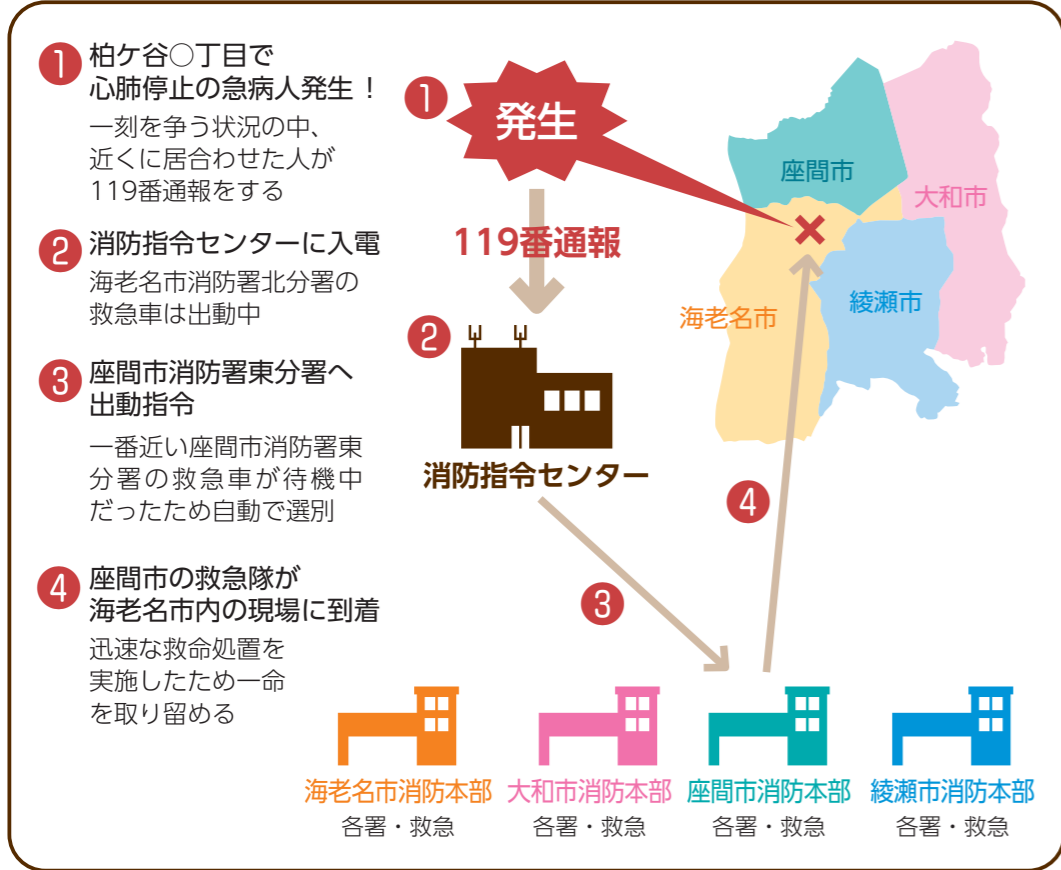 ❶ 柏ケ谷○丁目で
心肺停止の急病人発生！
一刻を争う状況の中、
近くに居合わせた人が
119番通報をする
❷ 消防指令センターに入電
海老名市消防署北分署の
救急車は出動中
❸ 座間市消防署東分署へ
出動指令
一番近い座間市消防署東
分署の救急車が待機中
だったため自動で選別
❹ 座間市の救急隊が
海老名市内の現場に到着
迅速な救命処置を
実施したため一命
を取り留める
❶
発生
119番通報
❷
消防指令センター
座間市
大和市
海老名市
綾瀬市
❹
❸
海老名市消防本部
各署・救急
大和市消防本部
各署・救急
座間市消防本部
各署・救急
綾瀬市消防本部
各署・救急